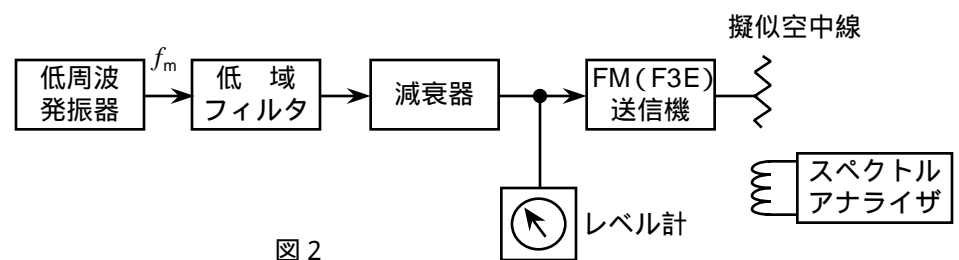 擬似空中線
低周波
発振器
fm
低　域
フィルタ
減衰器
FM(F3E)
送信機
スペクトル
アナライザ
レベル計
図2